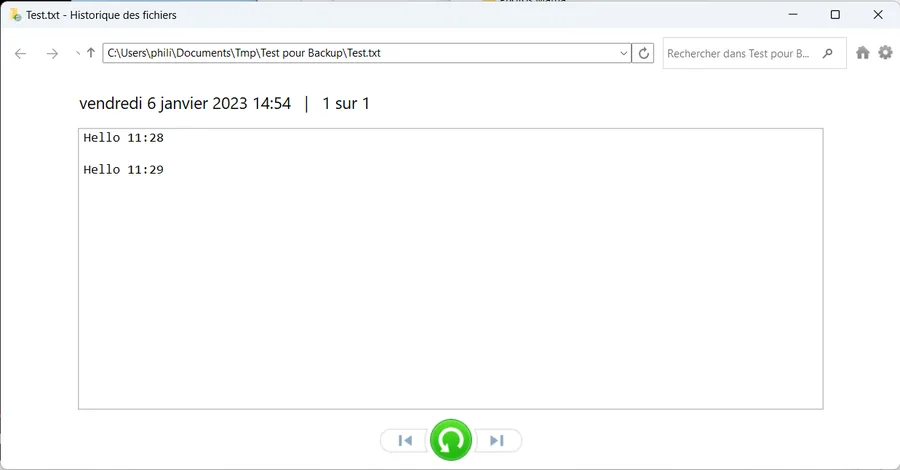 Test.txt - Historique des fichiers
C:\Users\phili\Documents\Tmp\Test pour Backup\Test.txt
Rechercher dans Test pour B...
vendredi 6 janvier 2023 14:54 | 1 sur 1
Hello 11:28
Hello 11:29